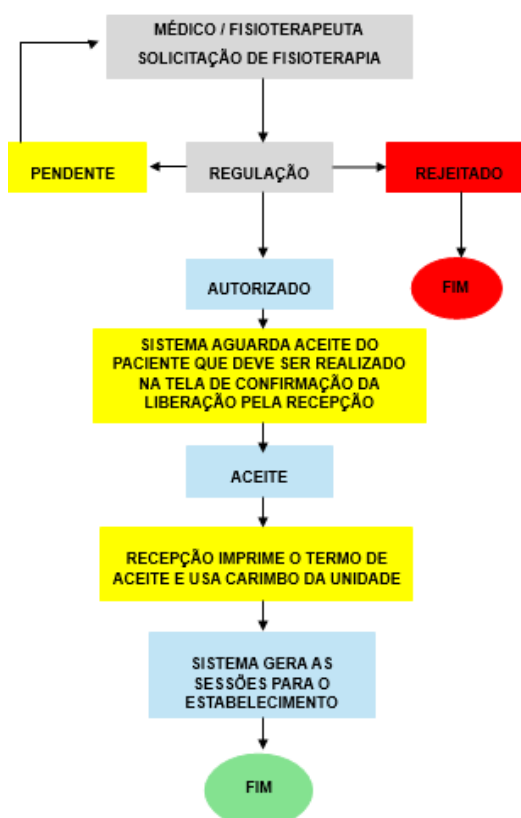 MÉDICO / FISIOTERAPEUTA
SOLICITAÇÃO DE FISIOTERAPIA
PENDENTE
REGULAÇÃO
REJEITADO
AUTORIZADO
FIM
SISTEMA AGUARDA ACEITE DO
PACIENTE QUE DEVE SER REALIZADO
NA TELA DE CONFIRMAÇÃO DA
LIBERAÇÃO PELA RECEPÇÃO
ACEITE
RECEPÇÃO IMPRIME O TERMO DE
ACEITE E USA CARIMBO DA UNIDADE
SISTEMA GERA AS
SESSÕES PARA O
ESTABELECIMENTO
FIM